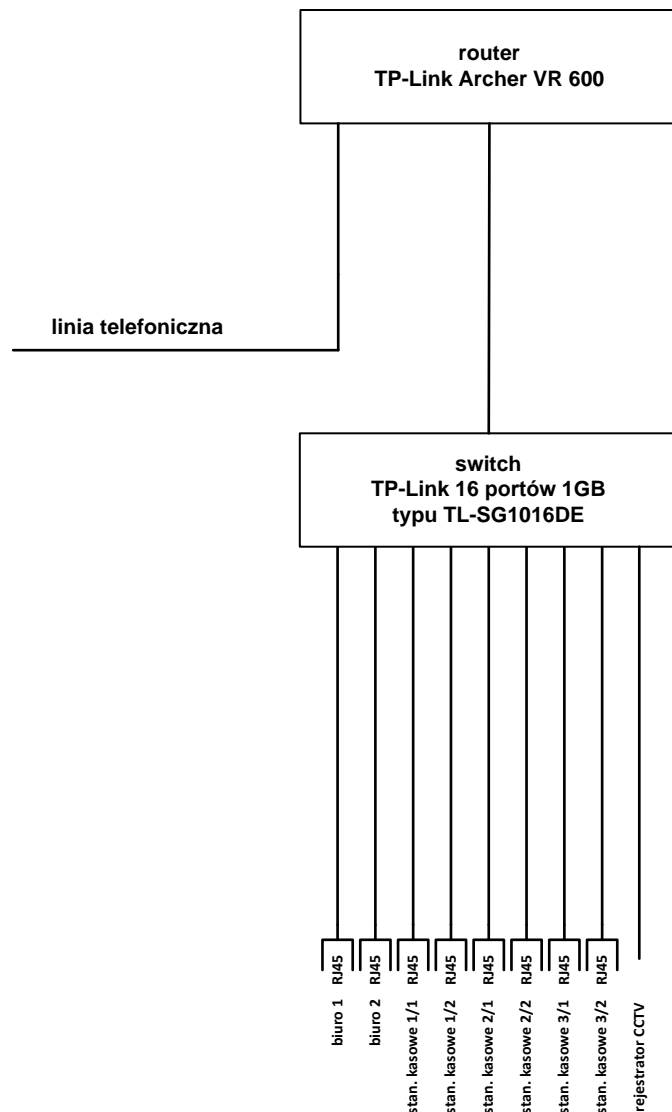 router
TP-Link Archer VR 600
linia telefoniczna
switch
TP-Link 16 portów 1GB
typu TL-SG1016DE
biuro 1 RJ45
biuro 2 RJ45
stan. kasowe 1/1 RJ45
stan. kasowe 1/2 RJ45
stan. kasowe 2/1 RJ45
stan. kasowe 2/2 RJ45
stan. kasowe 3/1 RJ45
stan. kasowe 3/2 RJ45
rejestrator CCTV